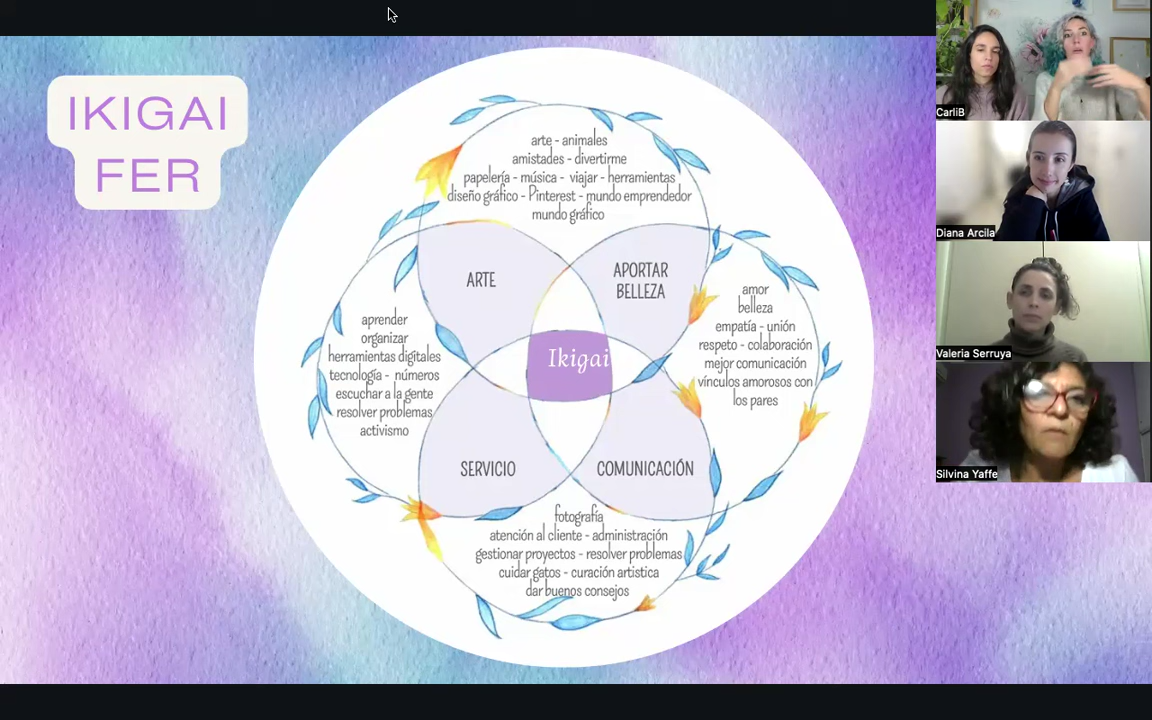 IKIGAI
FER
arte - animales
amistades - divertirme
papelería - música - viajar - herramientas
diseño gráfico - Pinterest - mundo emprendedor
mundo gráfico
ARTE
APORTAR
BELLEZA
aprender
organizar
herramientas digitales
tecnología - números
escuchar a la gente
resolver problemas
activismo
Ikigai
amor
belleza
empatía - unión
respeto - colaboración
mejor comunicación
vínculos amorosos con
los pares
SERVICIO
COMUNICACIÓN
fotografía
atención al cliente - administración
gestionar proyectos - resolver problemas
cuidar gatos - curación artistica
dar buenos consejos
CarliB
Diana Arcila
Valeria Serruya
Silvina Yaffe